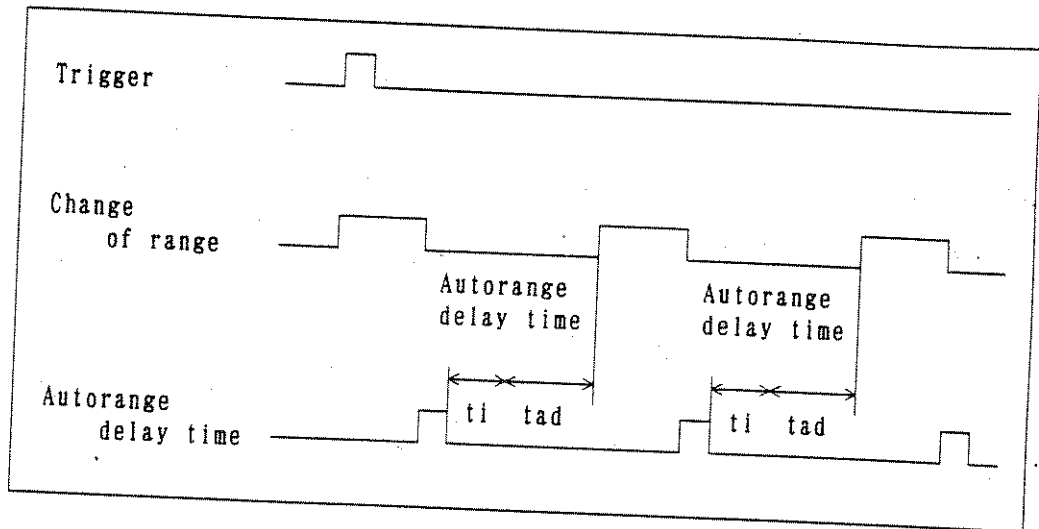 Trigger
Change
of range
Autorange
delay time
Autorange
delay time
Autorange
delay time
ti tad
ti tad